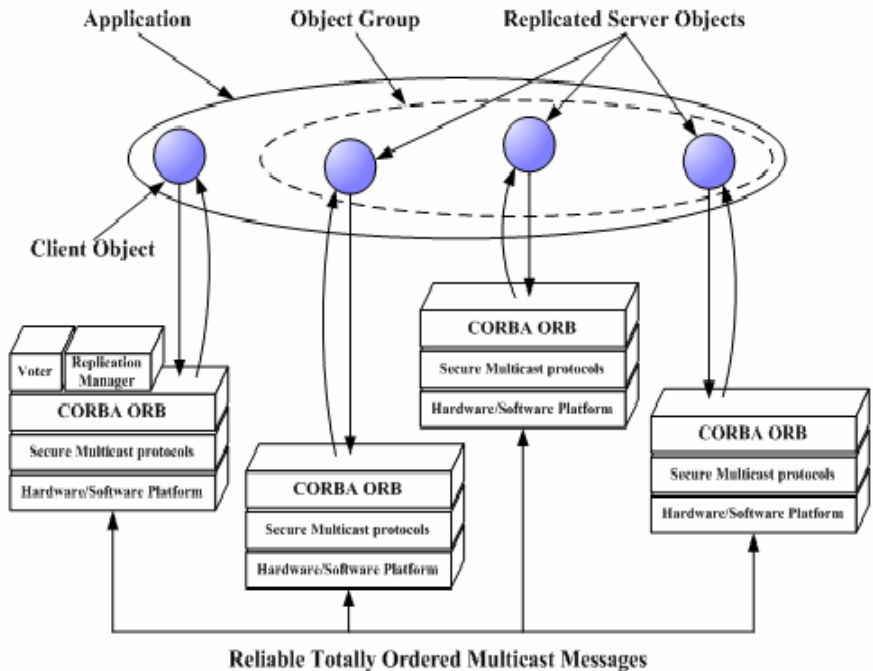 Application
Object Group
Replicated Server Objects
Client Object
Voter
Replication
Manager
CORBA ORB
Secure Multicast protocols
Hardware/Software Platform
CORBA ORB
Secure Multicast protocols
Hardware/Software Platform
CORBA ORB
Secure Multicast protocols
Hardware/Software Platform
CORBA ORB
Secure Multicast protocols
Hardware/Software Platform
Reliable Totally Ordered Multicast Messages